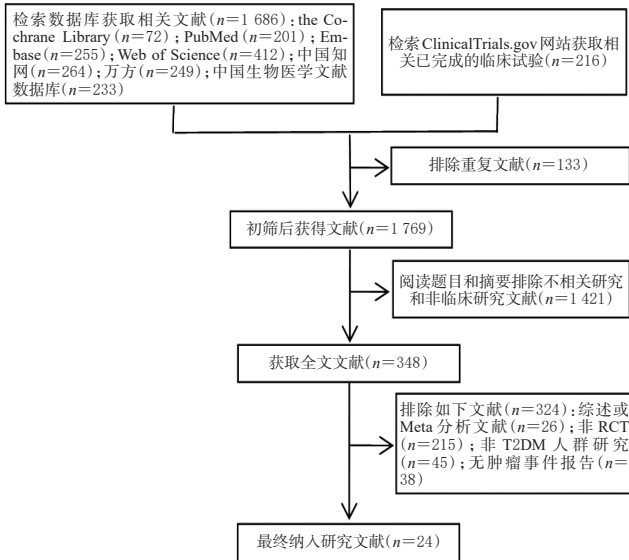 检索数据库获取相关文献(n=1 686)：the Co-
chrane Library(n=72)；PubMed(n=201)；Em-
base(n=255)；Web of Science(n=412)；中国知
网(n=264)；万方(n=249)；中国生物医学文献
数据库(n=233)
检索ClinicalTrials.gov网站获取相
关已完成的临床试验(n=216)
排除重复文献(n=133)
初筛后获得文献(n=1 769)
阅读题目和摘要排除不相关研究
和非临床研究文献(n=1 421)
获取全文文献(n=348)
排除如下文献(n=324)：综述或
Meta分析文献(n=26)；非RCT
(n=215)；非T2DM人群研究
(n=45)；无肿瘤事件报告(n=
38)
最终纳入研究文献(n=24)